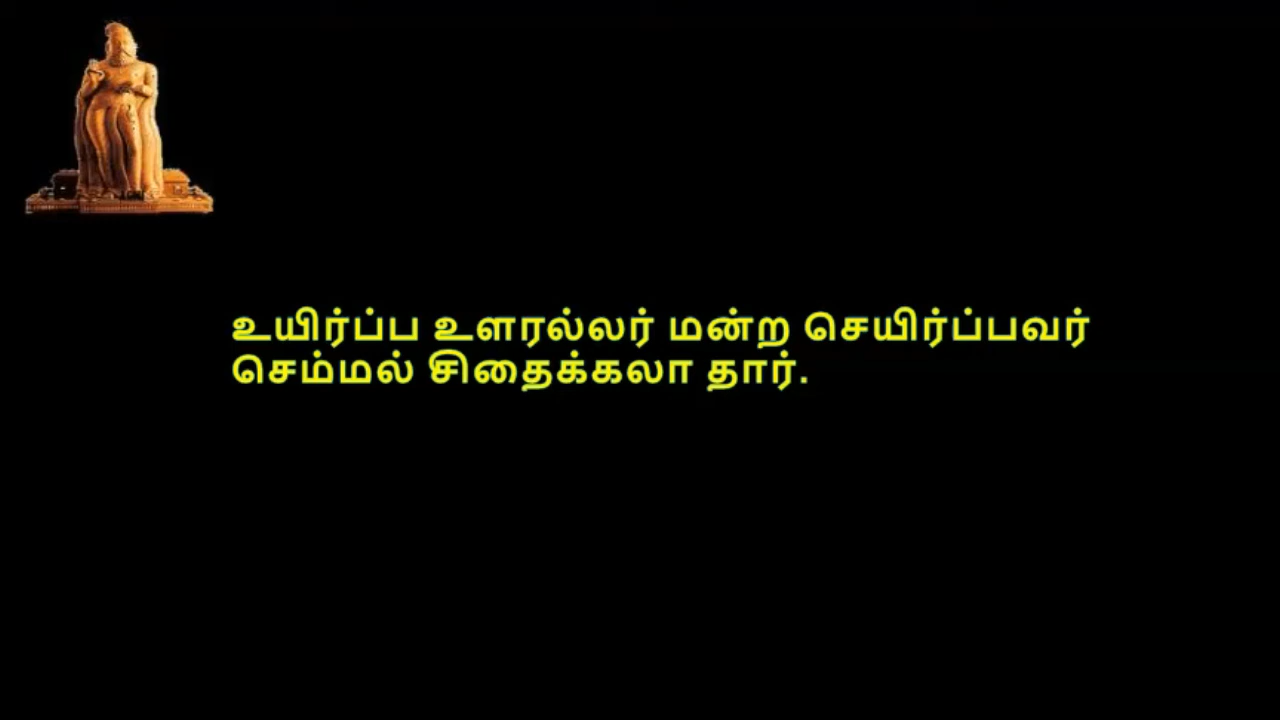 உயிர்ப்ப உளரல்லர் மன்ற செயிர்ப்பவர்
செம்மல் சிதைக்கலா தார்.